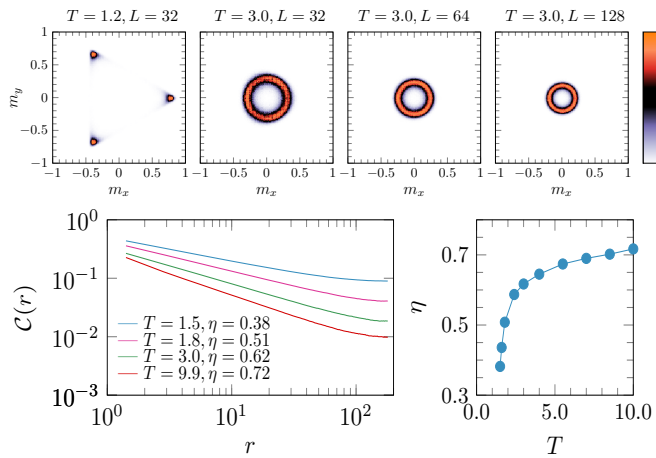 T = 1.2, L = 32
T = 3.0, L = 32
T = 3.0, L = 64
T = 3.0, L = 128
m_y
1
0.5
0
−0.5
−1
−1 −0.5 0 0.5 1
−1 −0.5 0 0.5 1
−1 −0.5 0 0.5 1
−1 −0.5 0 0.5 1
m_x
m_x
m_x
m_x
C(r)
10^0
10^{−1}
10^{−2}
10^{−3}
T = 1.5, η = 0.38
T = 1.8, η = 0.51
T = 3.0, η = 0.62
T = 9.9, η = 0.72
10^0 10^1 10^2
r
η
0.7
0.5
0.3
0.0 5.0 10.0
T